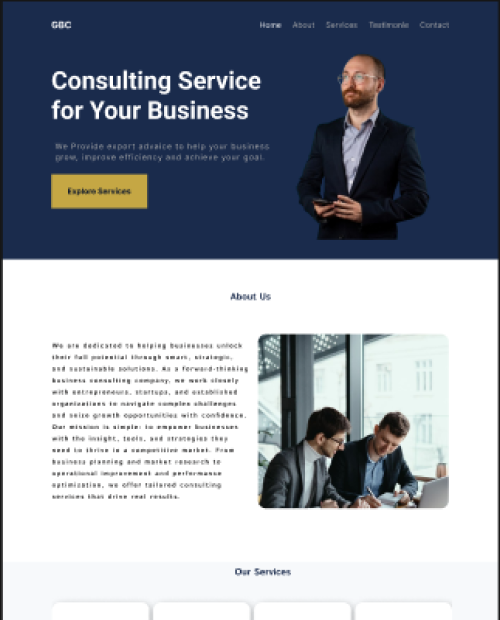 GBC
Home About Services Testimonie Contact
Consulting Service
for Your Business
We Provide expert advaice to help your business
grow, improve efficiency and achieve your goal.
Explore Services
About Us
We are dedicated to helping businesses unlock
their full potential through smart, strategic,
and sustainable solutions. As a forward-thinking
business consulting company, we work closely
with entrepreneurs, startups, and established
organizations to navigate complex challenges
and seize growth opportunities with confidence.
Our mission is simple: to empower businesses
with the insight, tools, and strategies they
need to thrive in a competitive market. From
business planning and market research to
operational improvement and performance
optimization, we offer tailored consulting
services that drive real results.
Our Services